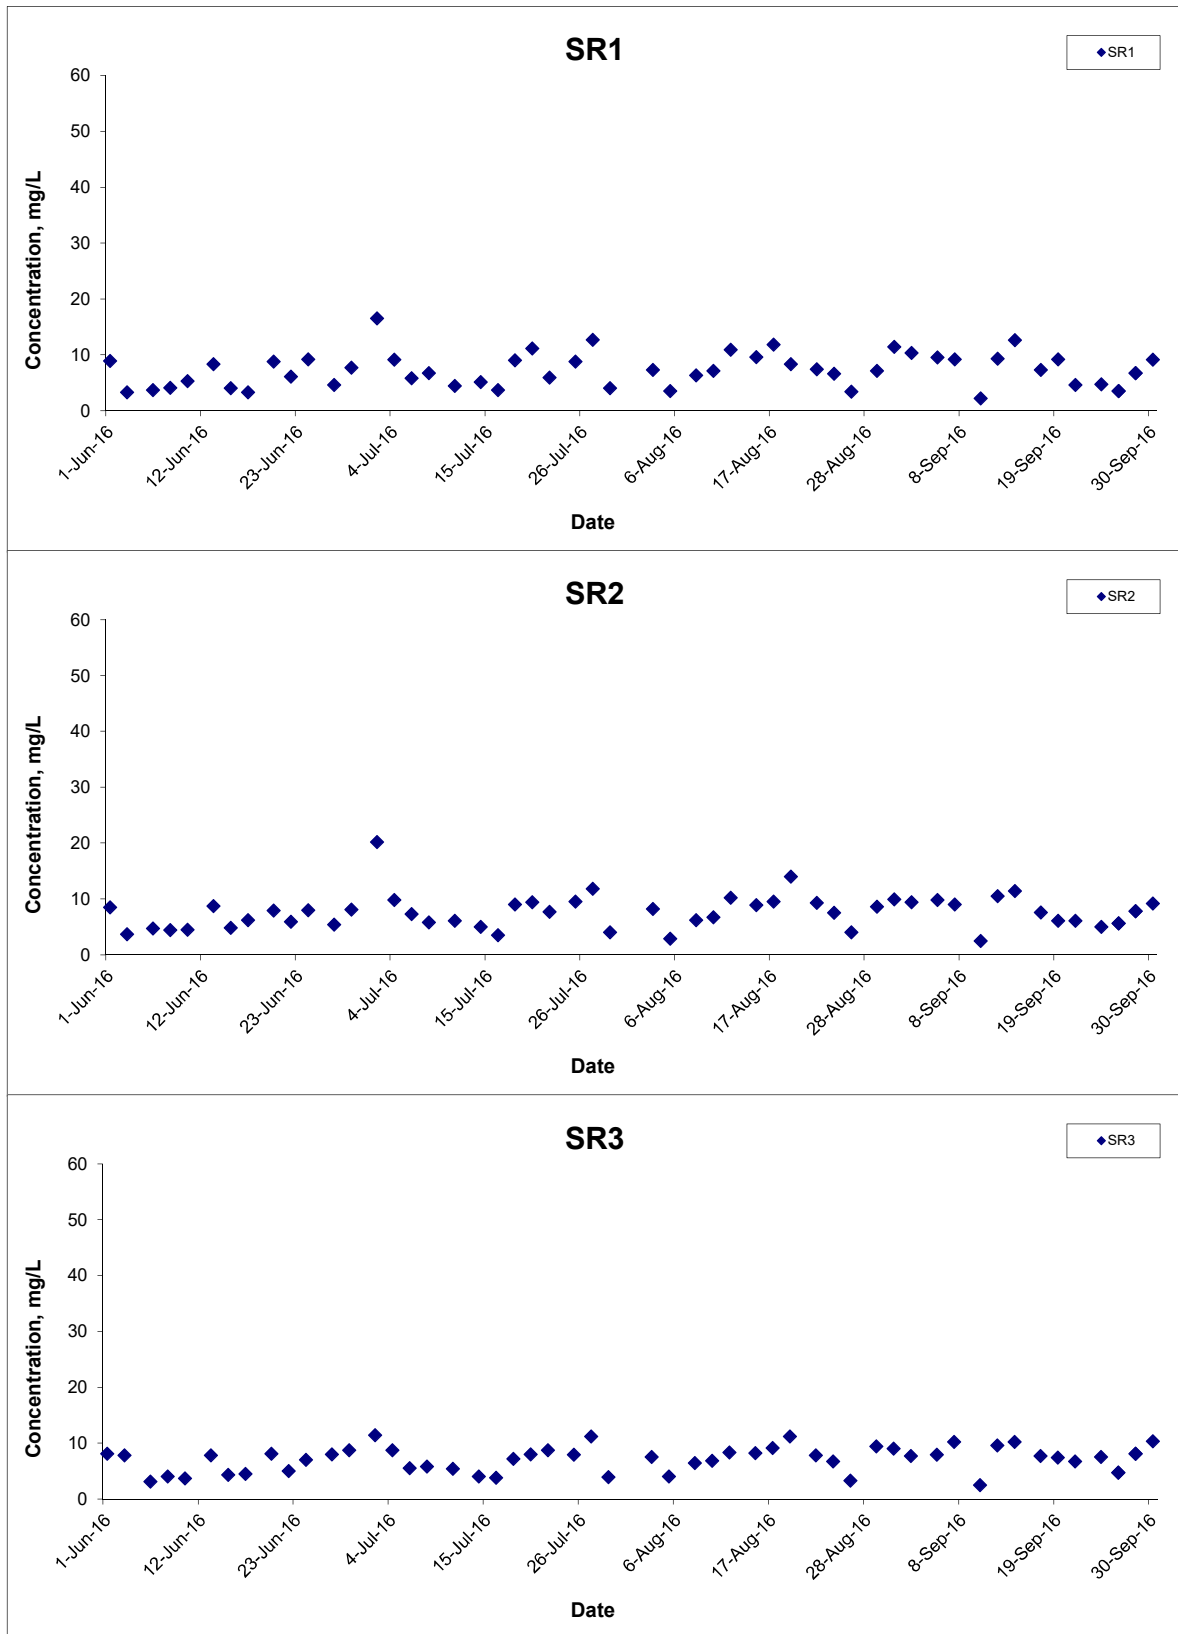 SR1
SR1
60
50
40
30
20
10
0
Concentration, mg/L
1-Jun-16
12-Jun-16
23-Jun-16
4-Jul-16
15-Jul-16
26-Jul-16
6-Aug-16
17-Aug-16
28-Aug-16
8-Sep-16
19-Sep-16
30-Sep-16
Date
SR2
SR2
60
50
40
30
20
10
0
Concentration, mg/L
1-Jun-16
12-Jun-16
23-Jun-16
4-Jul-16
15-Jul-16
26-Jul-16
6-Aug-16
17-Aug-16
28-Aug-16
8-Sep-16
19-Sep-16
30-Sep-16
Date
SR3
SR3
60
50
40
30
20
10
0
Concentration, mg/L
1-Jun-16
12-Jun-16
23-Jun-16
4-Jul-16
15-Jul-16
26-Jul-16
6-Aug-16
17-Aug-16
28-Aug-16
8-Sep-16
19-Sep-16
30-Sep-16
Date